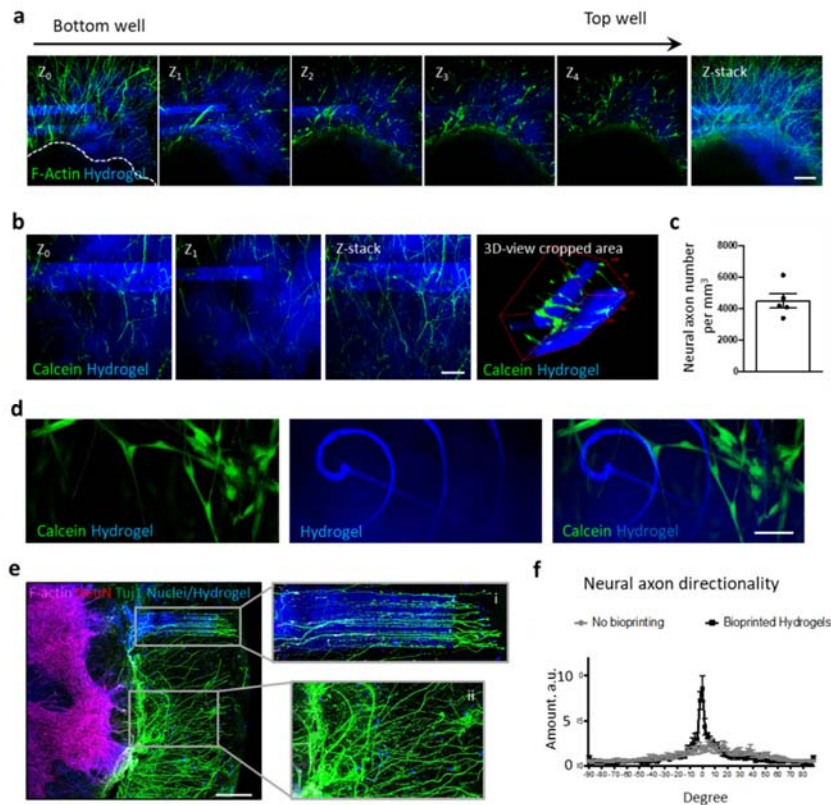 a
Bottom well
Top well
Z0
Z1
Z2
Z3
Z4
Z-stack
F-Actin Hydrogel
b
Z0
Z1
Z-stack
3D-view cropped area
Calcein Hydrogel
Calcein Hydrogel
c
8000
6000
4000
2000
0
Neural axon number
per mm3
d
Calcein Hydrogel
Hydrogel
Calcein Hydrogel
e
F-actin NeuN Tuj1 Nuclei/Hydrogel
i
ii
f
Neural axon directionality
No bioprinting
Bioprinted Hydrogels
Amount. a.u.
10
5
0
-90 -80 -70 -60 -50 -40 -30 -20 -10 0 10 20 30 40 50 60 70 80
Degree